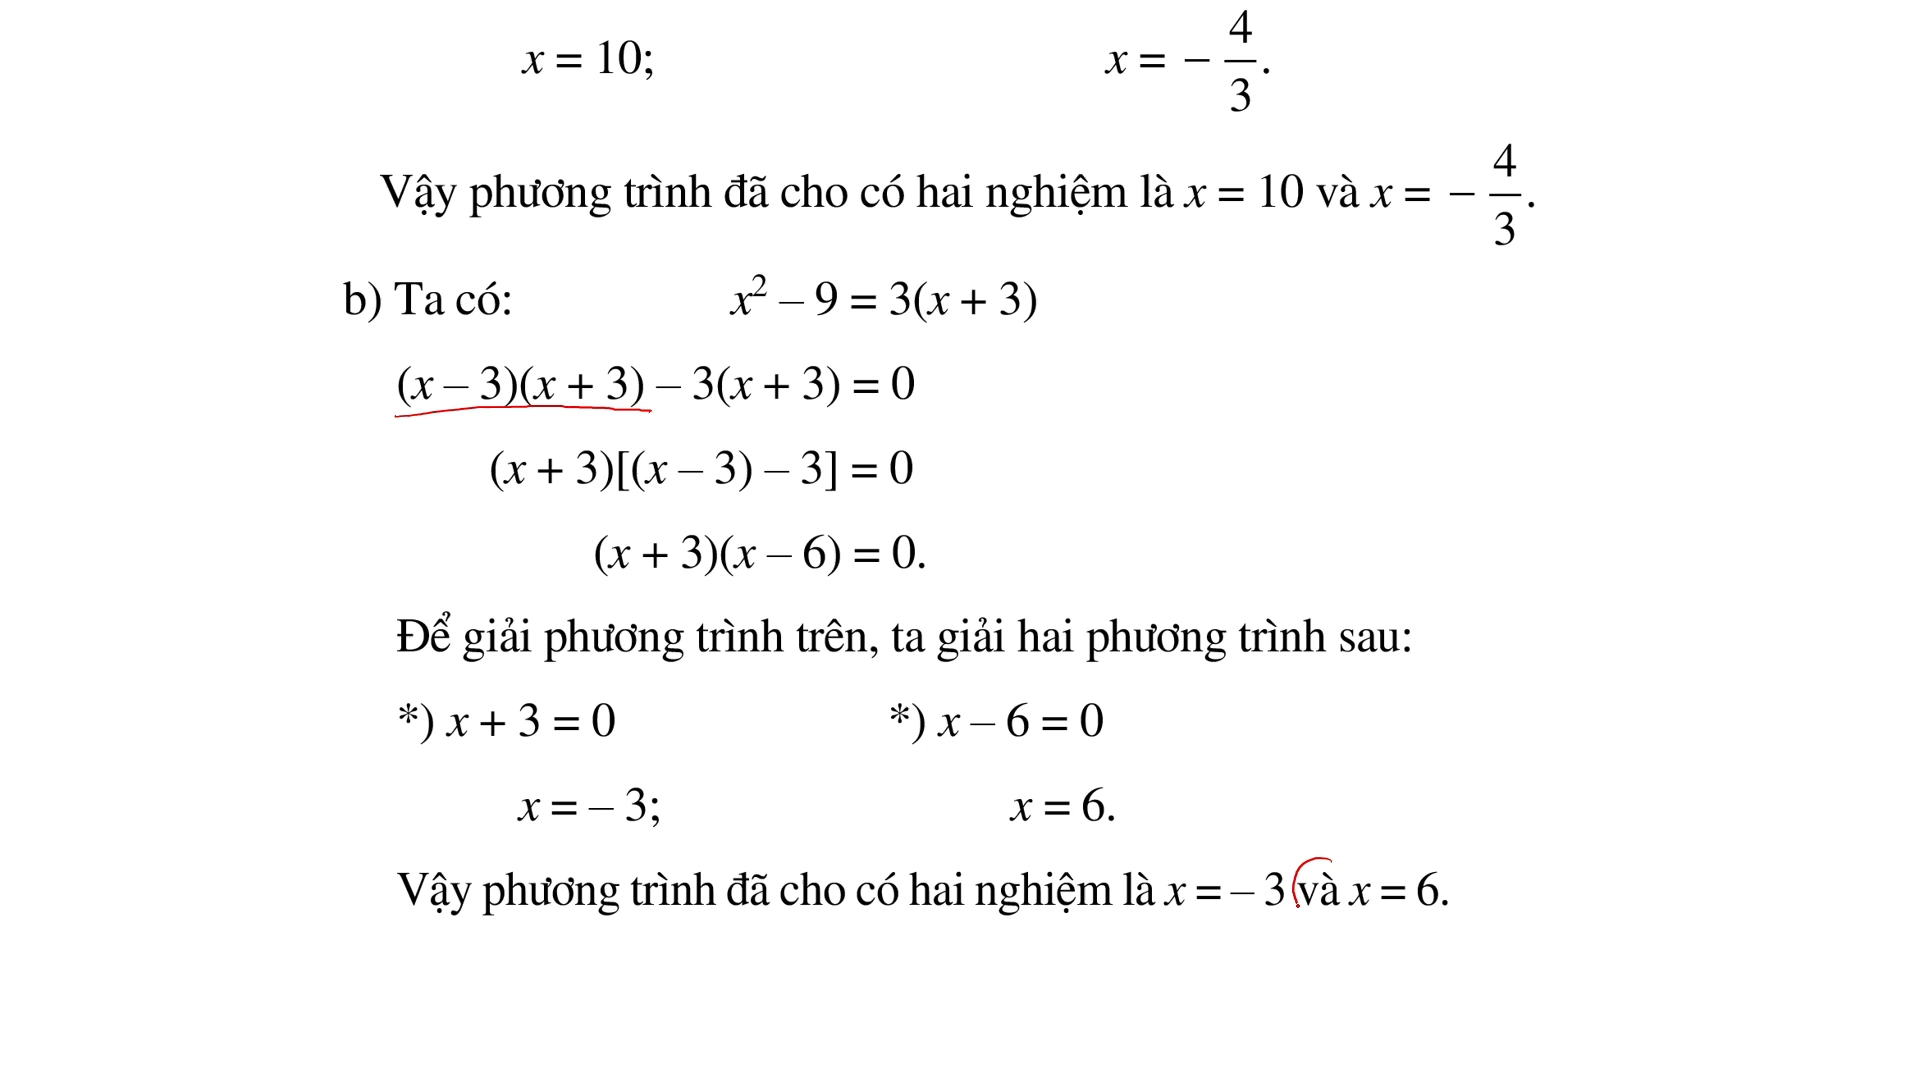 x = 10; x = – 4/3.
Vậy phương trình đã cho có hai nghiệm là x = 10 và x = – 4/3.
b) Ta có: x² – 9 = 3(x + 3)
(x – 3)(x + 3) – 3(x + 3) = 0
(x + 3)[(x – 3) – 3] = 0
(x + 3)(x – 6) = 0.
Để giải phương trình trên, ta giải hai phương trình sau:
*) x + 3 = 0 *) x – 6 = 0
x = – 3; x = 6.
Vậy phương trình đã cho có hai nghiệm là x = – 3 và x = 6.